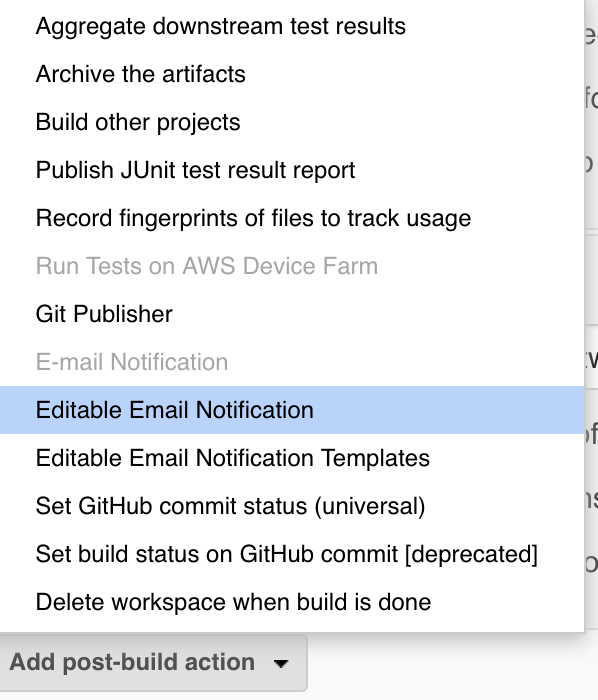 Aggregate downstream test results
Archive the artifacts
Build other projects
Publish JUnit test result report
Record fingerprints of files to track usage
Run Tests on AWS Device Farm
Git Publisher
E-mail Notification
Editable Email Notification
Editable Email Notification Templates
Set GitHub commit status (universal)
Set build status on GitHub commit [deprecated]
Delete workspace when build is done
Add post-build action